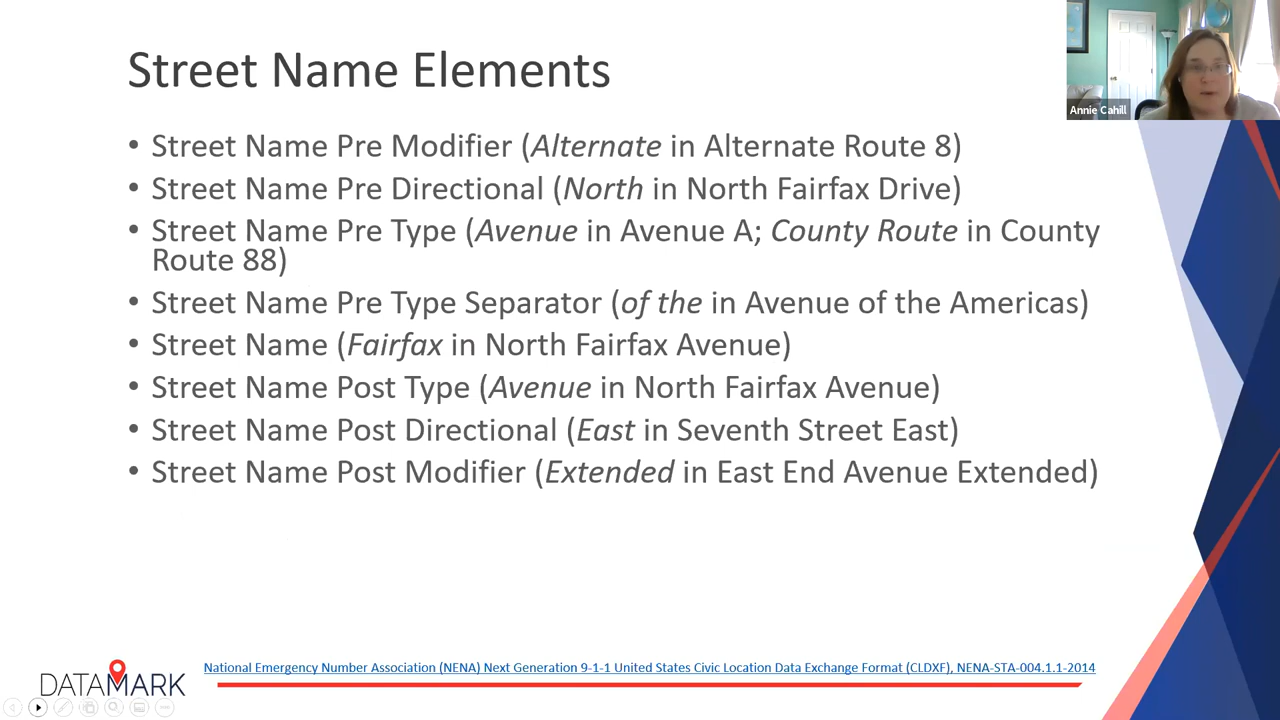 Street Name Elements
Annie Cahill
• Street Name Pre Modifier (Alternate in Alternate Route 8)
• Street Name Pre Directional (North in North Fairfax Drive)
• Street Name Pre Type (Avenue in Avenue A; County Route in County
Route 88)
• Street Name Pre Type Separator (of the in Avenue of the Americas)
• Street Name (Fairfax in North Fairfax Avenue)
• Street Name Post Type (Avenue in North Fairfax Avenue)
• Street Name Post Directional (East in Seventh Street East)
• Street Name Post Modifier (Extended in East End Avenue Extended)
National Emergency Number Association (NENA) Next Generation 9-1-1 United States Civic Location Data Exchange Format (CLDXF), NENA-STA-004.1.1-2014
DATAMARK